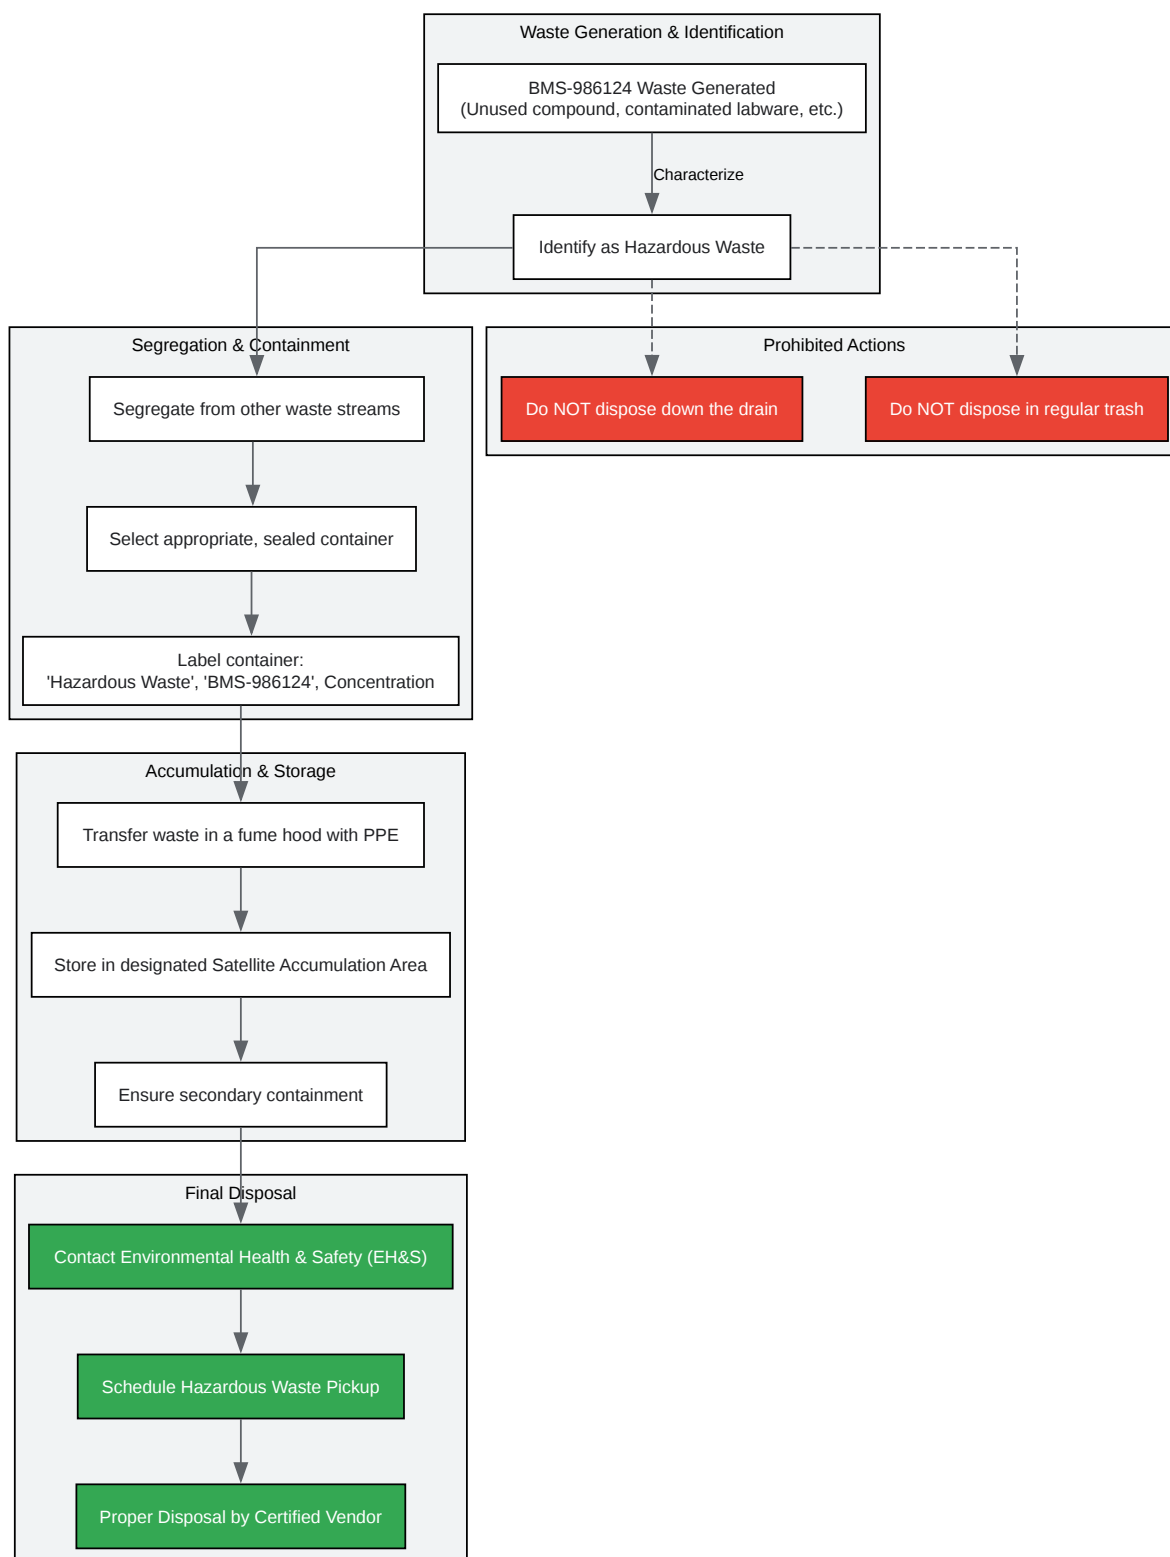 Waste Generation & Identification
BMS-986124 Waste Generated
(Unused compound, contaminated labware, etc.)
Characterize
Identify as Hazardous Waste
Segregation & Containment
Segregate from other waste streams
Select appropriate, sealed container
Label container:
'Hazardous Waste', 'BMS-986124', Concentration
Prohibited Actions
Do NOT dispose down the drain
Do NOT dispose in regular trash
Accumulation & Storage
Transfer waste in a fume hood with PPE
Store in designated Satellite Accumulation Area
Ensure secondary containment
Final Disposal
Contact Environmental Health & Safety (EH&S)
Schedule Hazardous Waste Pickup
Proper Disposal by Certified Vendor